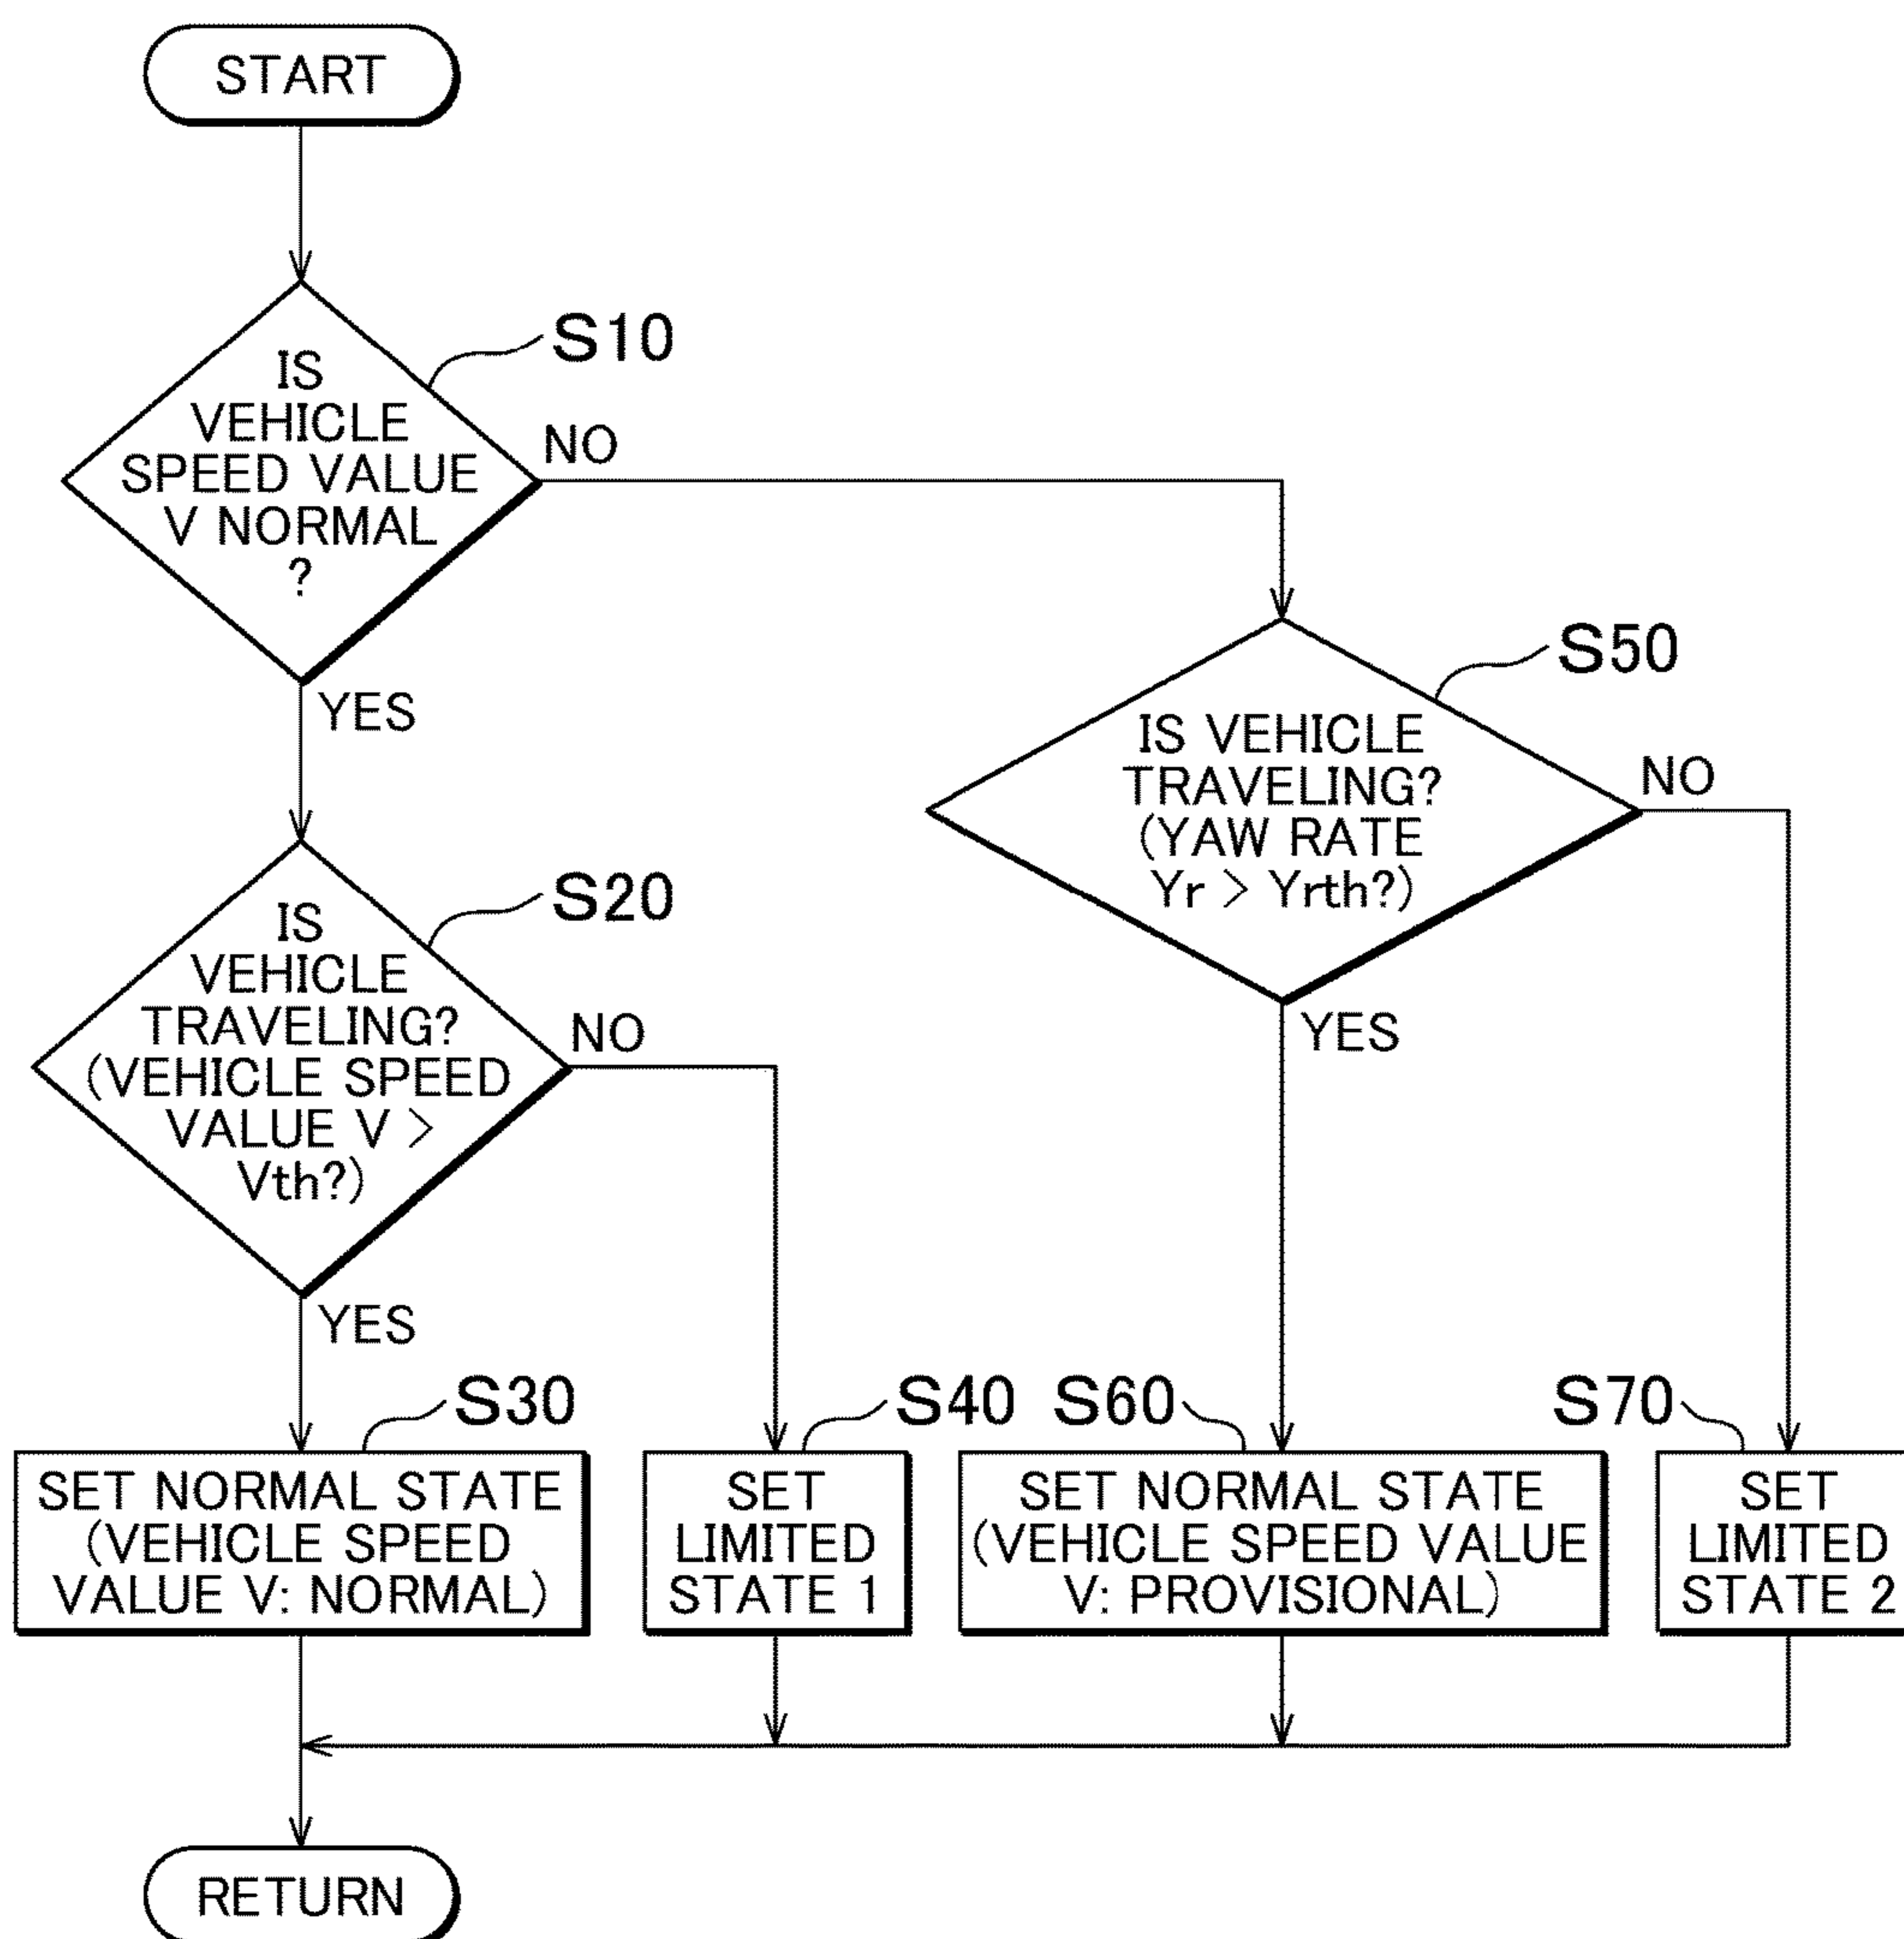 START
S10
IS
VEHICLE
SPEED VALUE
V NORMAL
?
NO
YES
S50
IS VEHICLE
TRAVELING?
(YAW RATE
Yr > Yrth?)
NO
YES
S20
IS
VEHICLE
TRAVELING?
(VEHICLE SPEED
VALUE V >
Vth?)
NO
YES
S30
SET NORMAL STATE
(VEHICLE SPEED
VALUE V: NORMAL)
S40
SET
LIMITED
STATE 1
S60
SET NORMAL STATE
(VEHICLE SPEED VALUE
V: PROVISIONAL)
S70
SET
LIMITED
STATE 2
RETURN